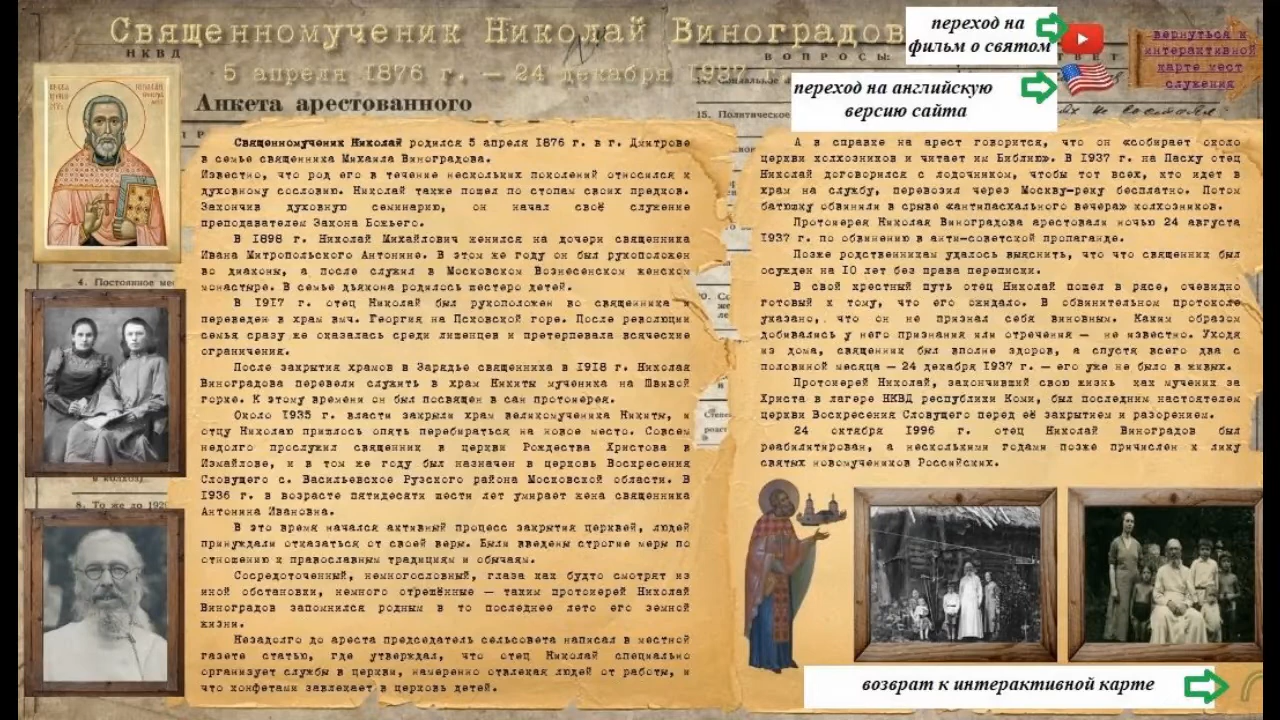 Священномученик Николай Виноградов
5 апреля 1876 г. — 24 декабря 1937
НКВД
ВОПРОСЫ:
Анкета арестованного
переход на
фильм о святом
переход на английскую
версию сайта
вернуться к
интерактивной
карте мест
служения
15. Политическое
4. Постоянное мес
8. То же до 192
Священномученик Николай родился 5 апреля 1876 г. в г. Дмитрове
в семье священника Михаила Виноградова.
Известно, что род его в течение нескольких поколений относился к
духовному сословию. Николай также пошел по стопам своих предков.
Закончив духовную семинарию, он начал своё служение
преподавателем Закона Божьего.
В 1898 г. Николай Михайлович женился на дочери священника
Ивана Митропольского Антонине. В этом же году он был рукоположен
во диаконы, а после служил в Московском Вознесенском женском
монастыре. В семье дьякона родилось шестеро детей.
В 1917 г. отец Николай был рукоположен во священника и
переведен в храм вмч. Георгия на Псковской горе. После революции
семья сразу же оказалась среди лишенцев и претерпевала всяческие
ограничения.
После закрытия храмов в Зарядье священника в 1918 г. Николая
Виноградова перевели служить в храм Никиты мученика на Швивой
горке. К этому времени он был посвящен в сан протоиерея.
Около 1935 г. власти закрыли храм великомученика Никиты, и
отцу Николаю пришлось опять перебираться на новое место. Совсем
недолго прослужил священник в церкви Рождества Христова в
Измайлове, и в том же году был назначен в церковь Воскресения
Словущего с. Васильевское Рузского района Московской области. В
1936 г. в возрасте пятидесяти шести лет умирает жена священника
Антонина Ивановна.
В это время начался активный процесс закрытия церквей, людей
принуждали отказаться от своей веры. Были введены строгие меры по
отношению к православным традициям и обычаям.
Сосредоточенный, немногословный, глаза как будто смотрят из
иной обстановки, немного отрешённые — таким протоиерей Николай
Виноградов запомнился родным в то последнее лето его земной
жизни.
Незадолго до ареста председатель сельсовета написал в местной
газете статью, где утверждал, что отец Николай специально
организует службы в церкви, намеренно отвлекая людей от работы, и
что конфетами завлекает в церковь детей.
А в справке на арест говорится, что он «собирает около
церкви колхозников и читает им Библию». В 1937 г. на Пасху отец
Николай договорился с лодочником, чтобы тот всех, кто идет в
храм на службу, перевозил через Москву-реку бесплатно. Потом
батюшку обвинили в срыве «антипасхального вечера» колхозников.
Протоиерея Николая Виноградова арестовали ночью 24 августа
1937 г. по обвинению в анти-советской пропаганде.
Позже родственникам удалось выяснить, что что священник был
осужден на 10 лет без права переписки.
В свой крестный путь отец Николай пошел в рясе, очевидно
готовый к тому, что его ожидало. В обвинительном протоколе
указано, что он не признал себя виновным. Каким образом
добивались у него признания или отречения — не известно. Уходя
из дома, священник был вполне здоров, а спустя всего два с
половиной месяца — 24 декабря 1937 г. — его уже не было в живых.
Протоиерей Николай, закончивший свою жизнь как мученик за
Христа в лагере НКВД республики Коми, был последним настоятелем
церкви Воскресения Словущего перед её закрытием и разорением.
24 октября 1996 г. отец Николай Виноградов был
реабилитирован, а несколькими годами позже причислен к лику
святых новомучеников Российских.
возврат к интерактивной карте